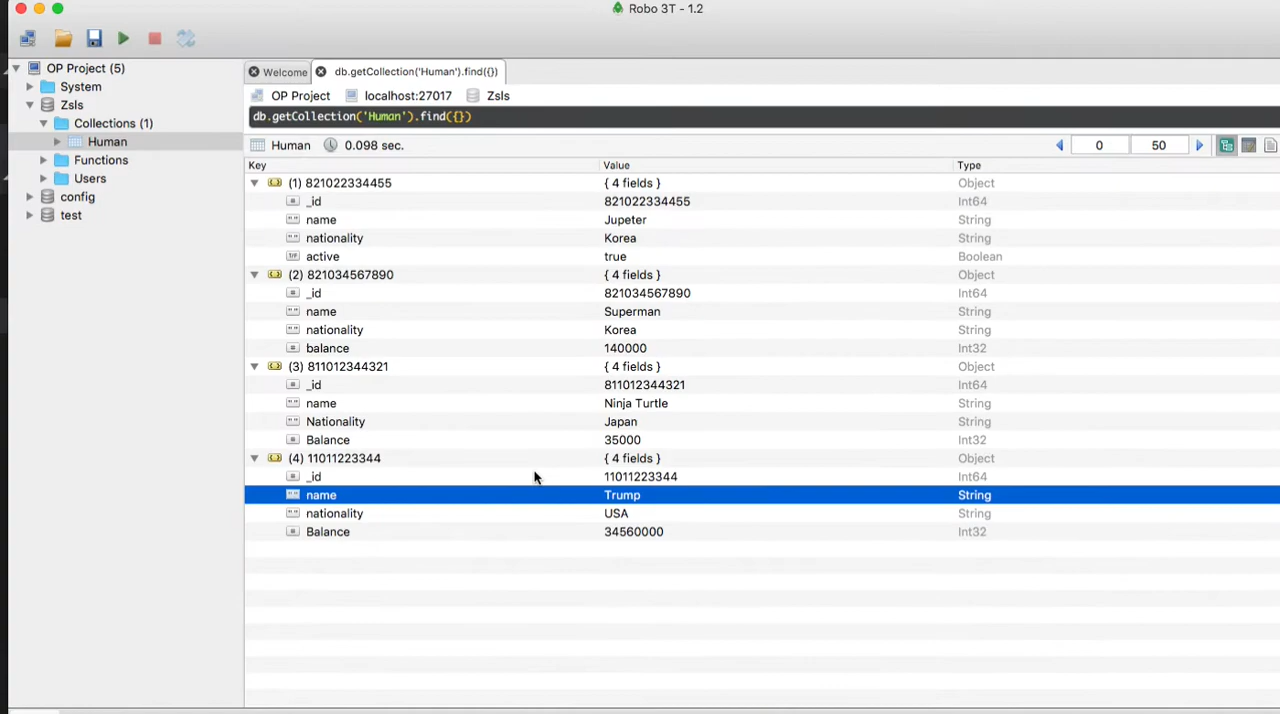 Robo 3T - 1.2
OP Project (5)
System
Zsls
Collections (1)
Human
Functions
Users
config
test
Welcome db.getCollection('Human').find({})
OP Project localhost:27017 Zsls
db.getCollection('Human').find({})
Human 0.098 sec. 0 50
Key Value Type
(1) 821022334455 { 4 fields } Object
_id 821022334455 Int64
name Jupeter String
nationality Korea String
active true Boolean
(2) 821034567890 { 4 fields } Object
_id 821034567890 Int64
name Superman String
nationality Korea String
balance 140000 Int32
(3) 811012344321 { 4 fields } Object
_id 811012344321 Int64
name Ninja Turtle String
Nationality Japan String
Balance 35000 Int32
(4) 11011223344 { 4 fields } Object
_id 11011223344 Int64
name Trump String
nationality USA String
Balance 34560000 Int32